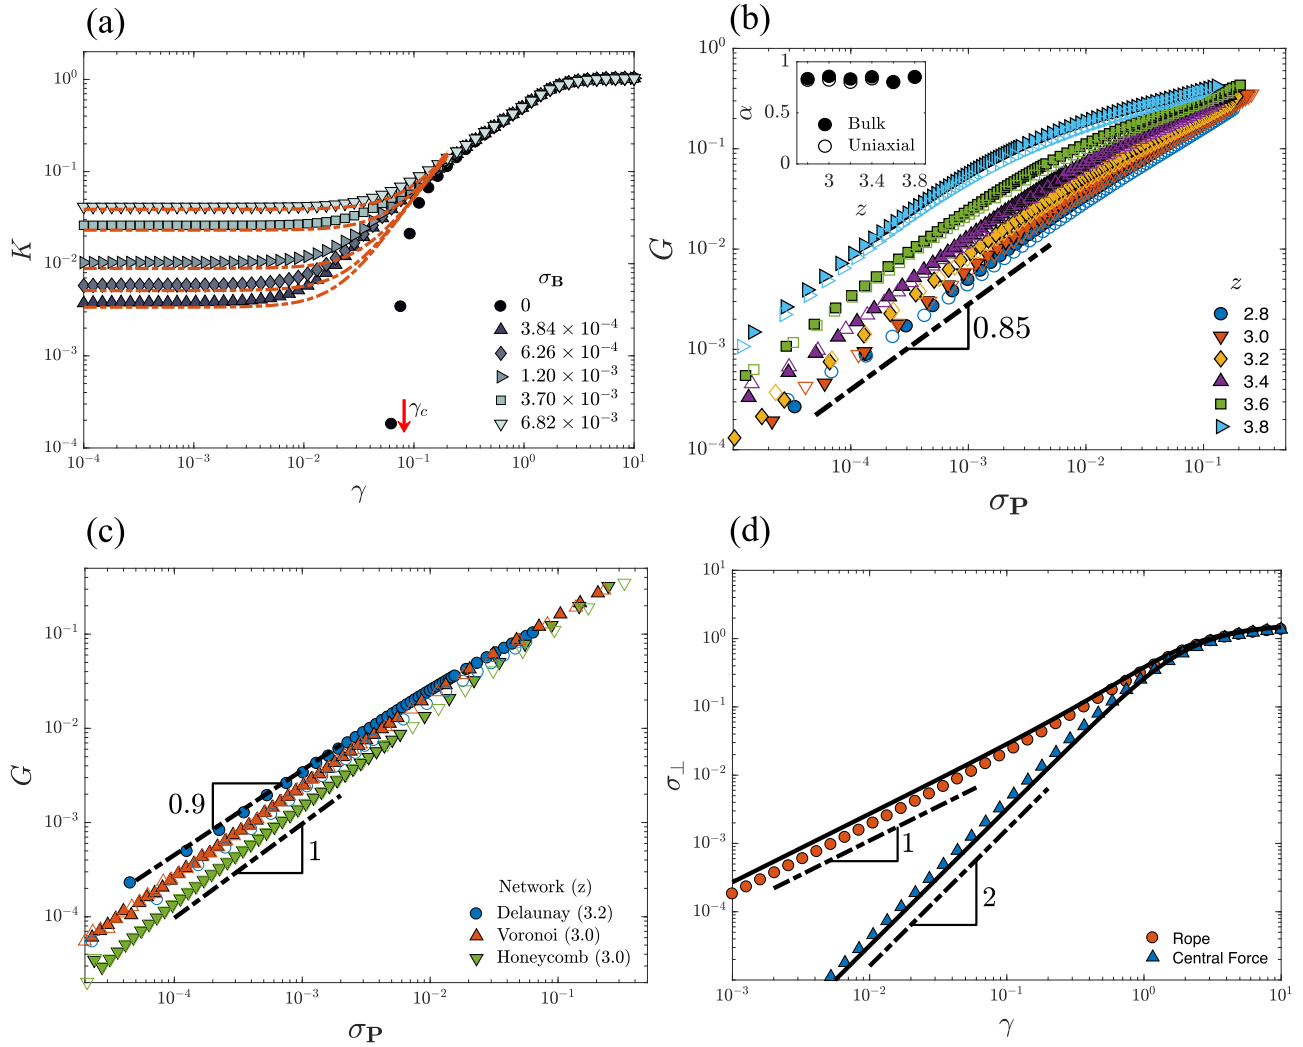 (a)
10^0
10^-1
10^-2
10^-3
10^-4
K
10^-4
10^-3
10^-2
10^-1
10^0
10^1
γ
γ_c
σ_B
0
3.84 × 10^-4
6.26 × 10^-4
1.20 × 10^-3
3.70 × 10^-3
6.82 × 10^-3
(b)
10^0
10^-1
10^-2
10^-3
10^-4
G
10^-4
10^-3
10^-2
10^-1
σ_P
1
0.5
0
α
Bulk
Uniaxial
3
3.4
3.8
z
0.85
z
2.8
3.0
3.2
3.4
3.6
3.8
(c)
10^-1
10^-2
10^-3
10^-4
G
10^-4
10^-3
10^-2
10^-1
σ_P
0.9
1
Network (z)
Delaunay (3.2)
Voronoi (3.0)
Honeycomb (3.0)
(d)
10^1
10^0
10^-1
10^-2
10^-3
10^-4
σ_⊥
10^-3
10^-2
10^-1
10^0
10^1
γ
1
2
Rope
Central Force